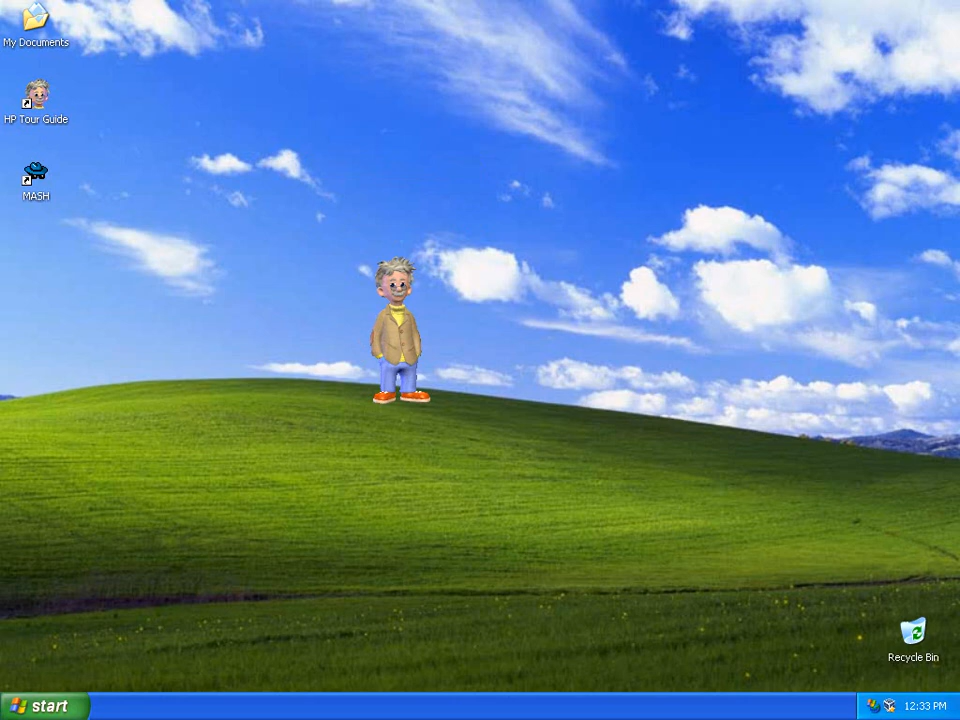 My Documents
HP Tour Guide
MASH
Recycle Bin
start
12:33 PM